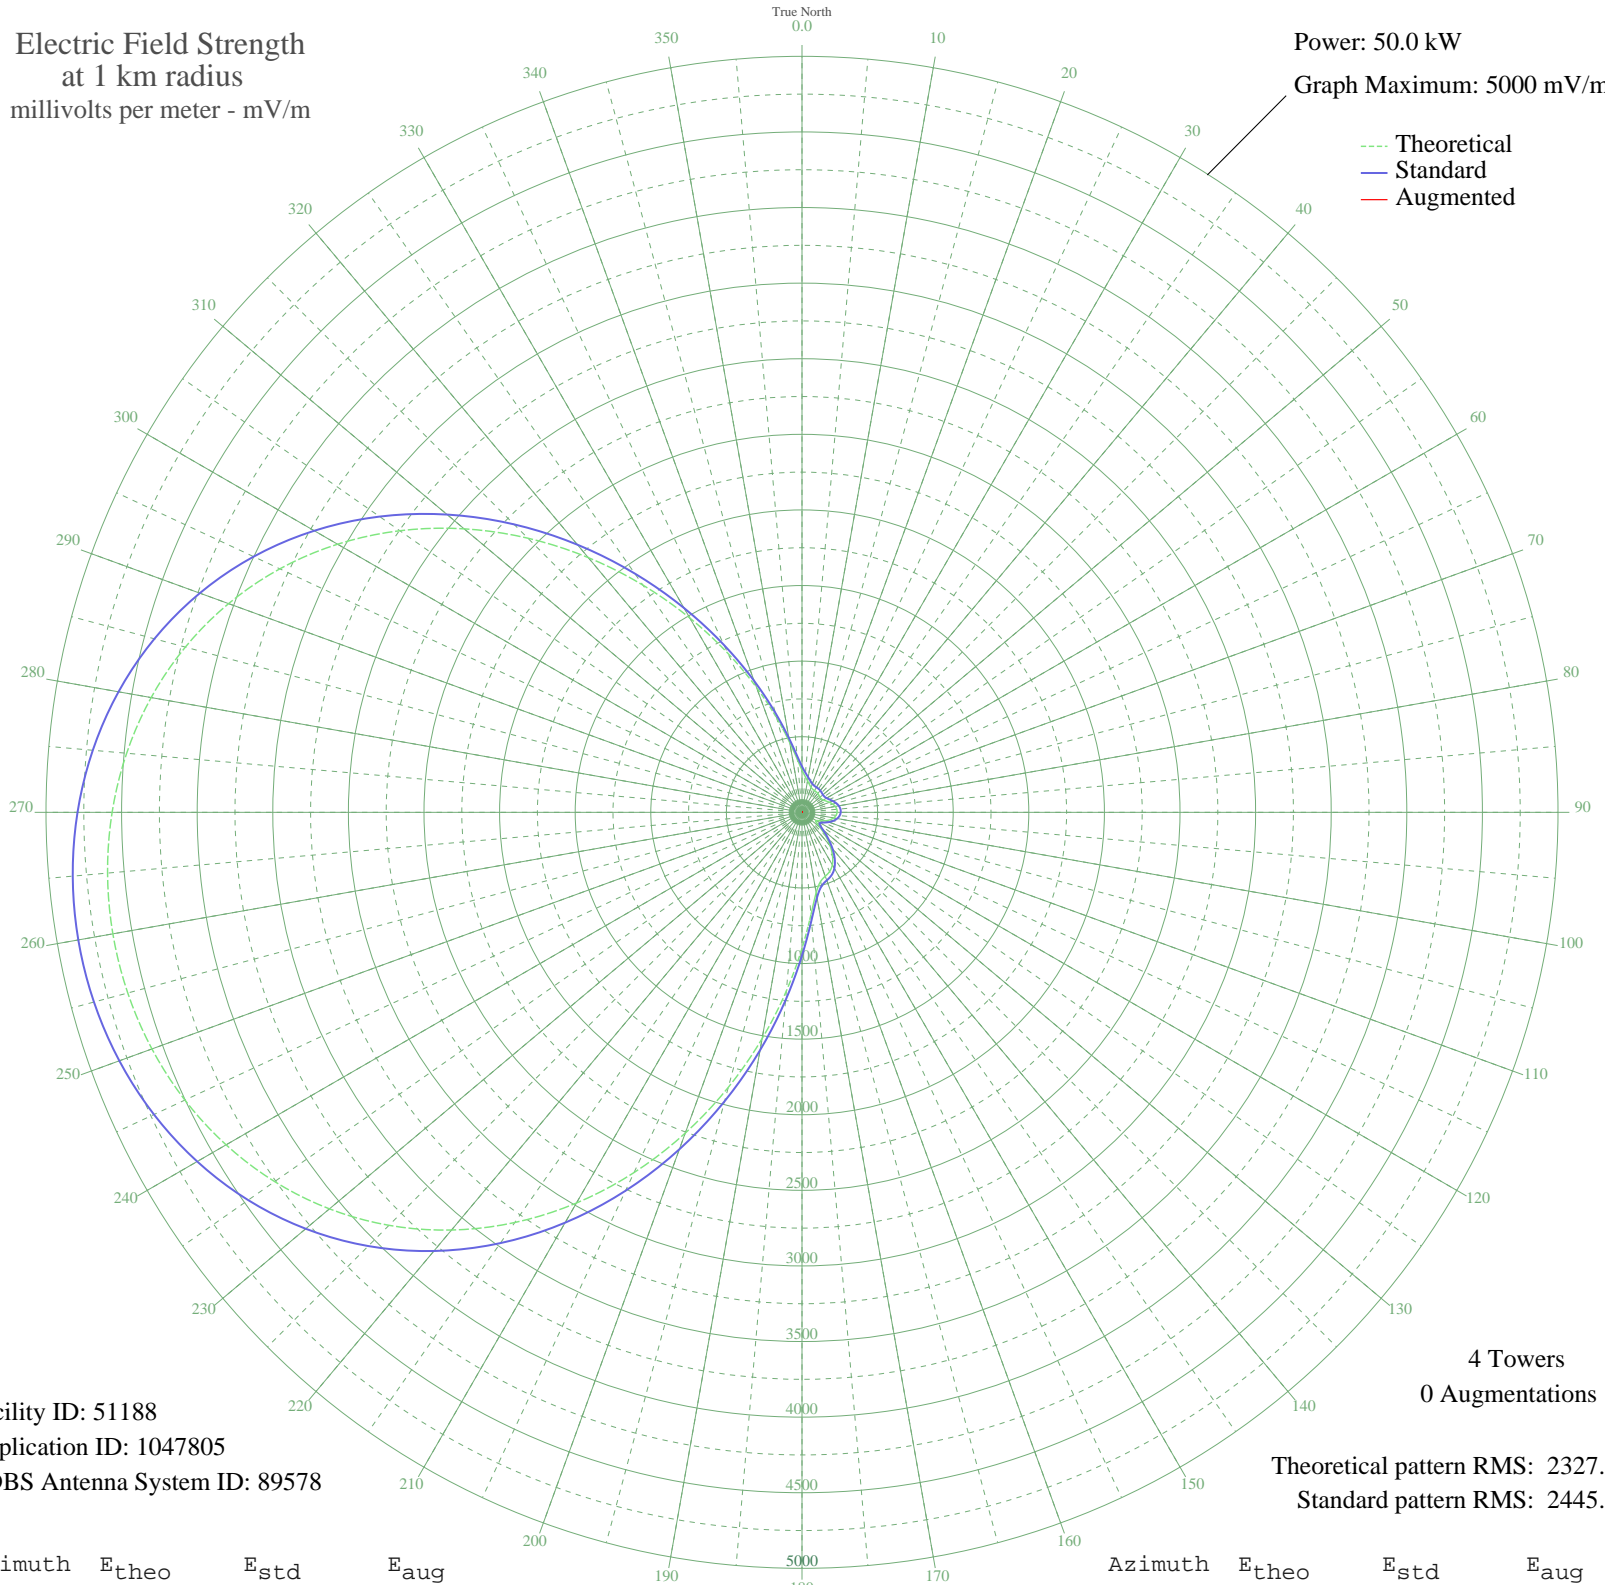 True North
0.0
Electric Field Strength
at 1 km radius
millivolts per meter - mV/m
Power: 50.0 kW
Graph Maximum: 5000 mV/m
Theoretical
Standard
Augmented
10
20
30
40
50
60
70
80
90
100
110
120
130
140
150
160
170
190
200
210
220
230
240
250
260
270
280
290
300
310
320
330
340
350
1000
1500
2000
2500
3000
3500
4000
4500
5000
4 Towers
0 Augmentations
cility ID: 51188
plication ID: 1047805
DBS Antenna System ID: 89578
Theoretical pattern RMS: 2327.
Standard pattern RMS: 2445.
imuth Etheo Estd Eaug
Azimuth Etheo Estd Eaug